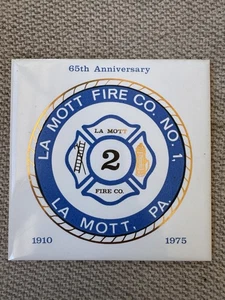 65th Anniversary
LA MOTT FIRE CO. NO. 1.
LA MOTT
2
FIRE CO.
LA MOTT, PA.
1910 1975